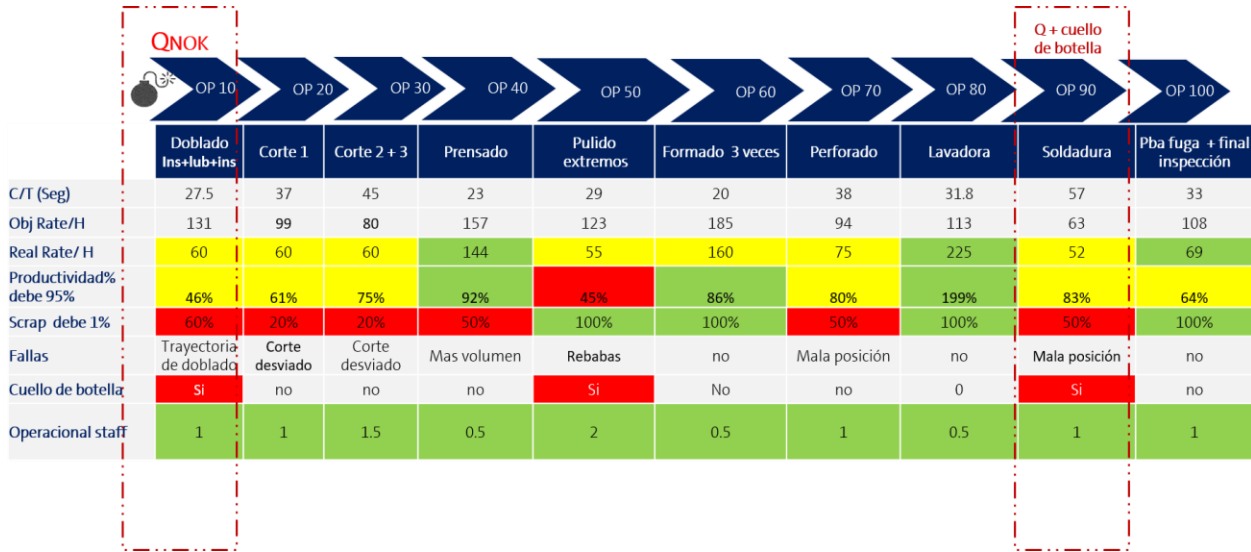 QNOK
Q + cuello
de botella
OP 10 OP 20 OP 30 OP 40 OP 50 OP 60 OP 70 OP 80 OP 90 OP 100
Doblado
Ins+lub+ins
Corte 1
Corte 2 + 3
Prensado
Pulido
extremos
Formado 3 veces
Perforado
Lavadora
Soldadura
Pba fuga + final
inspección
C/T (Seg) 27.5 37 45 23 29 20 38 31.8 57 33
Obj Rate/H 131 99 80 157 123 185 94 113 63 108
Real Rate/ H 60 60 60 144 55 160 75 225 52 69
Productividad%
debe 95% 46% 61% 75% 92% 45% 86% 80% 199% 83% 64%
Scrap debe 1% 60% 20% 20% 50% 100% 100% 50% 100% 50% 100%
Fallas
Trayectoria
de doblado
Corte
desviado
Corte
desviado
Mas volumen
Rebabas
no
Mala posición
no
Mala posición
no
Cuello de botella Si no no no Si No no 0 Si no
Operacional staff 1 1 1.5 0.5 2 0.5 1 0.5 1 1